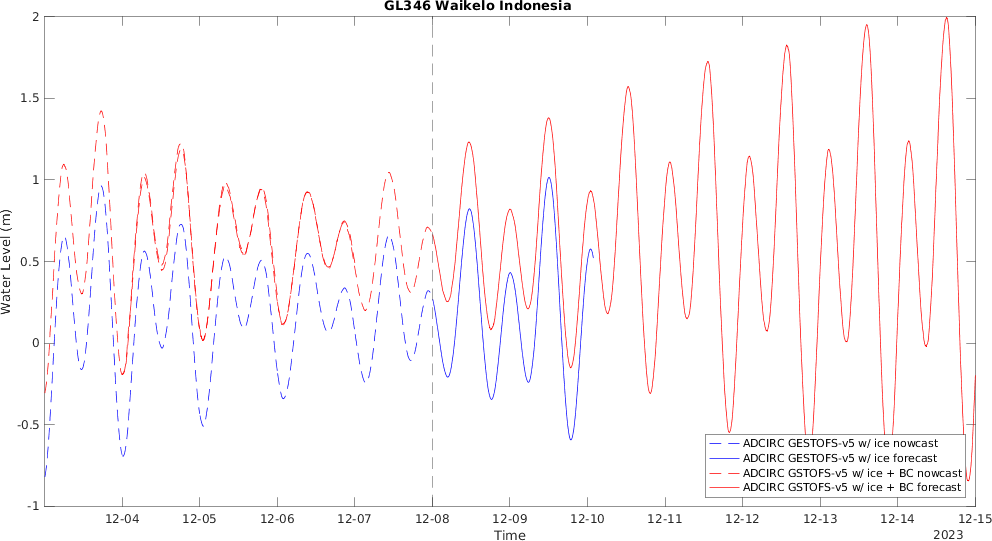 GL346 Waikelo Indonesia
2
1.5
1
0.5
0
-0.5
-1
Water Level (m)
12-04 12-05 12-06 12-07 12-08 12-09 12-10 12-11 12-12 12-13 12-14 12-15
Time
2023
ADCIRC GESTOFS-v5 w/ ice nowcast
ADCIRC GESTOFS-v5 w/ ice forecast
ADCIRC GSTOFS-v5 w/ ice + BC nowcast
ADCIRC GSTOFS-v5 w/ ice + BC forecast